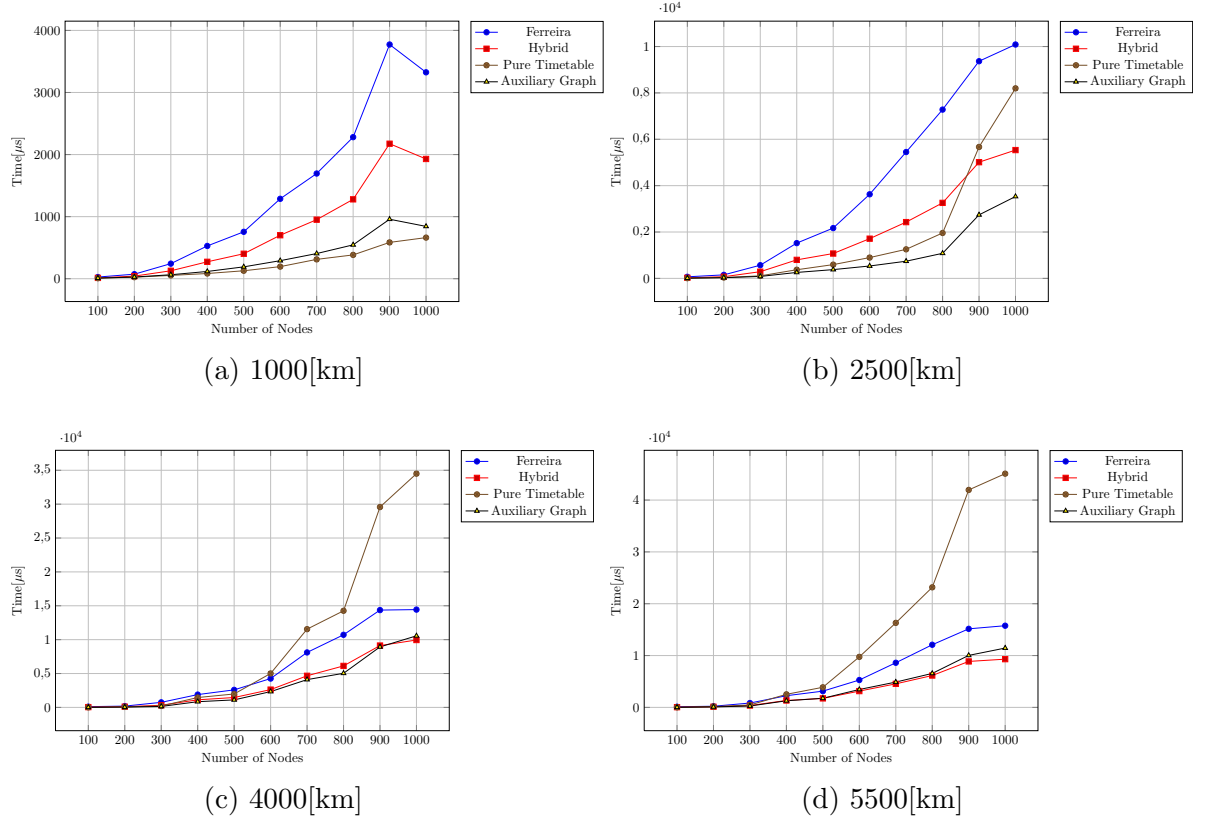 4000
3000
2000
1000
0
Time[μs]
100 200 300 400 500 600 700 800 900 1000
Number of Nodes
Ferreira
Hybrid
Pure Timetable
Auxiliary Graph
(a) 1000[km]
·10⁴
1
0.8
0.6
0.4
0.2
0
Time[μs]
100 200 300 400 500 600 700 800 900 1000
Number of Nodes
Ferreira
Hybrid
Pure Timetable
Auxiliary Graph
(b) 2500[km]
·10⁴
3,5
3
2,5
2
1,5
1
0,5
0
Time[μs]
100 200 300 400 500 600 700 800 900 1000
Number of Nodes
Ferreira
Hybrid
Pure Timetable
Auxiliary Graph
(c) 4000[km]
·10⁴
4
3
2
1
0
Time[μs]
100 200 300 400 500 600 700 800 900 1000
Number of Nodes
Ferreira
Hybrid
Pure Timetable
Auxiliary Graph
(d) 5500[km]